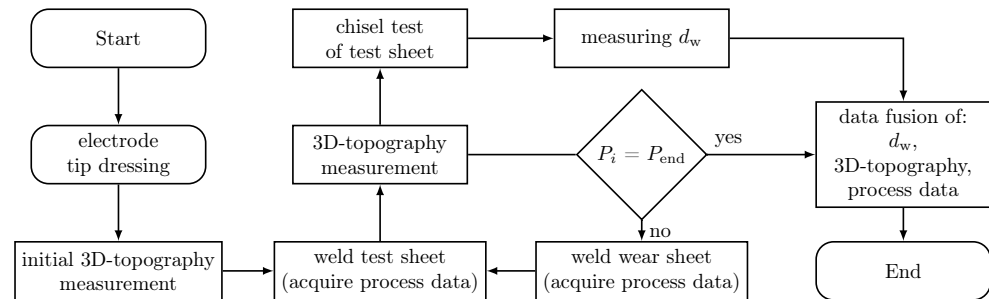 Start
electrode
tip dressing
initial 3D-topography
measurement
weld test sheet
(acquire process data)
3D-topography
measurement
chisel test
of test sheet
measuring d_w
P_i = P_end
yes
no
weld wear sheet
(acquire process data)
data fusion of:
d_w,
3D-topography,
process data
End